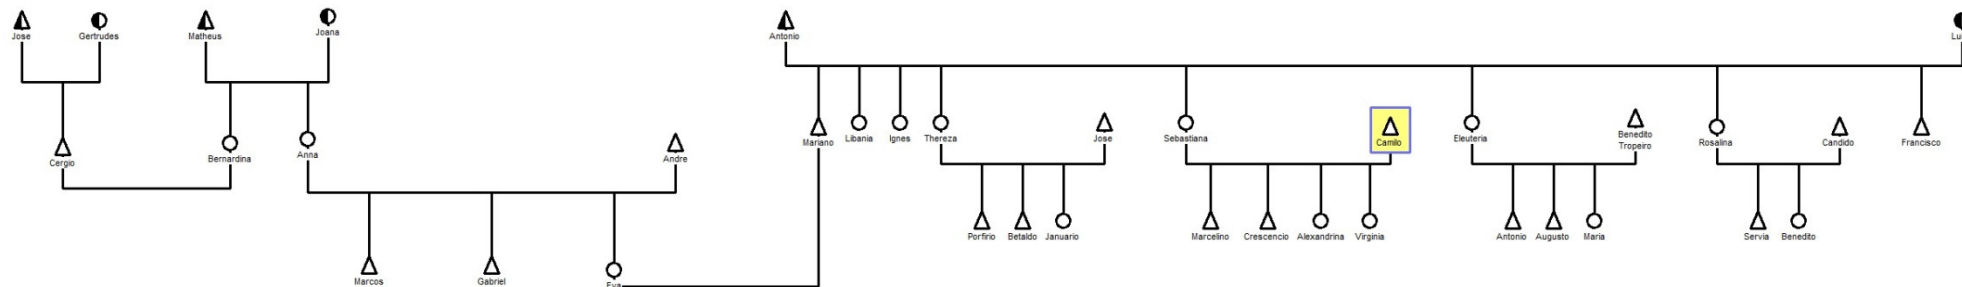 Jose
Gertrudes
Matheus
Joana
Antonio
Cergio
Bernardina
Anna
Andre
Mariano
Libania
Ignes
Thereza
Jose
Sebastiana
Camilo
Eleuteria
Benedito
Tropeiro
Rosalina
Candido
Francisco
Porfirio
Betaldo
Januario
Marcelino
Crescencio
Alexandrina
Virginia
Antonio
Augusto
Maria
Servia
Benedito
Marcos
Gabriel
Eva